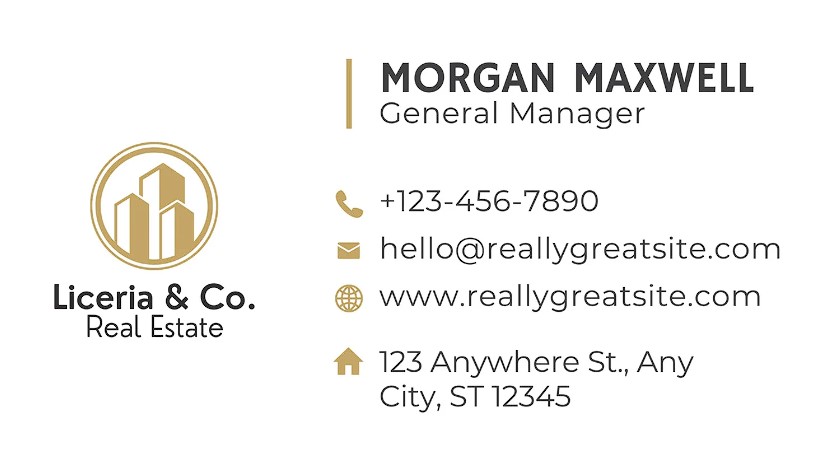 MORGAN MAXWELL
General Manager
Liceria & Co.
Real Estate
+123-456-7890
hello@reallygreatsite.com
www.reallygreatsite.com
123 Anywhere St., Any
City, ST 12345